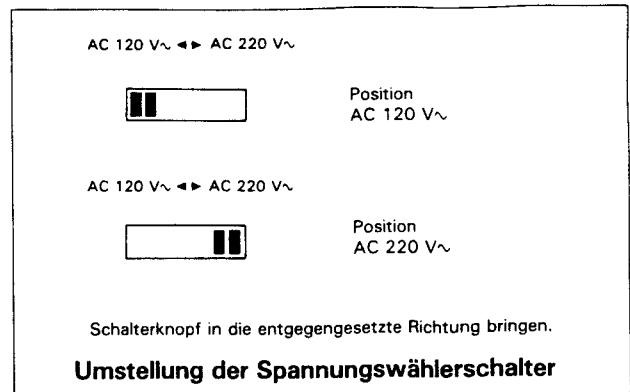 AC 120 V∿ ◄► AC 220 V∿
Position
AC 120 V∿
AC 120 V∿ ◄► AC 220 V∿
Position
AC 220 V∿
Schalterknopf in die entgegengesetzte Richtung bringen.
Umstellung der Spannungswählerschalter